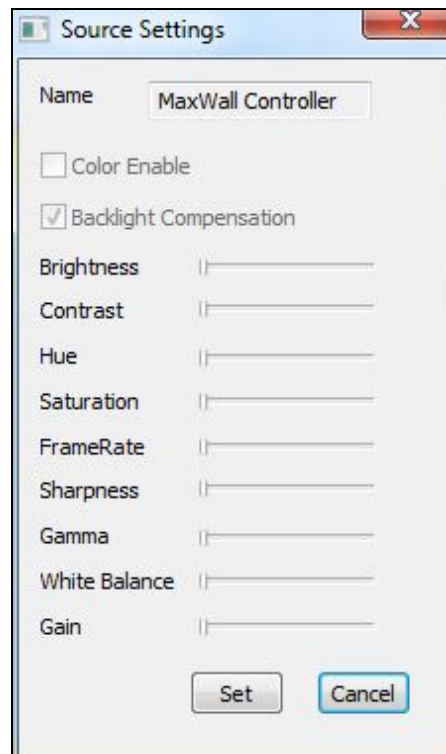 Source Settings
Name MaxWall Controller
Color Enable
Backlight Compensation
Brightness
Contrast
Hue
Saturation
FrameRate
Sharpness
Gamma
White Balance
Gain
Set Cancel